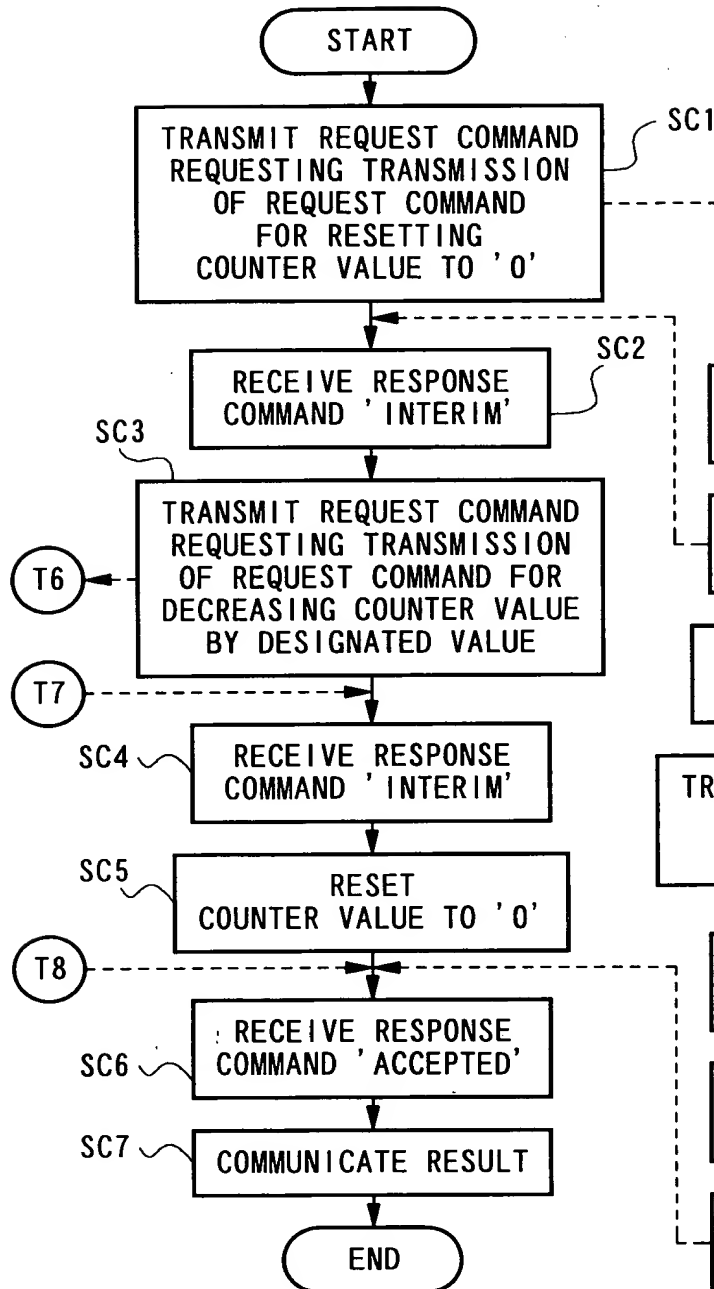 START
SC1
TRANSMIT REQUEST COMMAND
REQUESTING TRANSMISSION
OF REQUEST COMMAND
FOR RESETTING
COUNTER VALUE TO '0'
SC2
RECEIVE RESPONSE
COMMAND 'INTERIM'
SC3
TRANSMIT REQUEST COMMAND
REQUESTING TRANSMISSION
OF REQUEST COMMAND FOR
DECREASING COUNTER VALUE
BY DESIGNATED VALUE
T6
T7
SC4
RECEIVE RESPONSE
COMMAND 'INTERIM'
TR
SC5
RESET
COUNTER VALUE TO '0'
T8
RECEIVE RESPONSE
COMMAND 'ACCEPTED'
SC6
SC7
COMMUNICATE RESULT
END